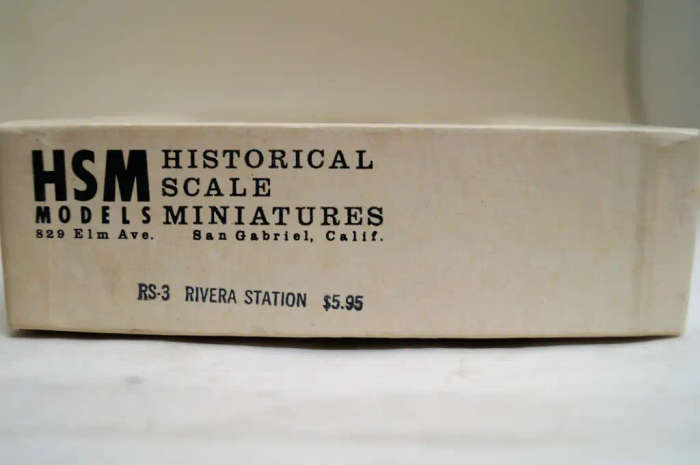 HSM HISTORICAL
SCALE
MODELS MINIATURES
829 Elm Ave. San Gabriel, Calif.
RS-3 RIVERA STATION $5.95